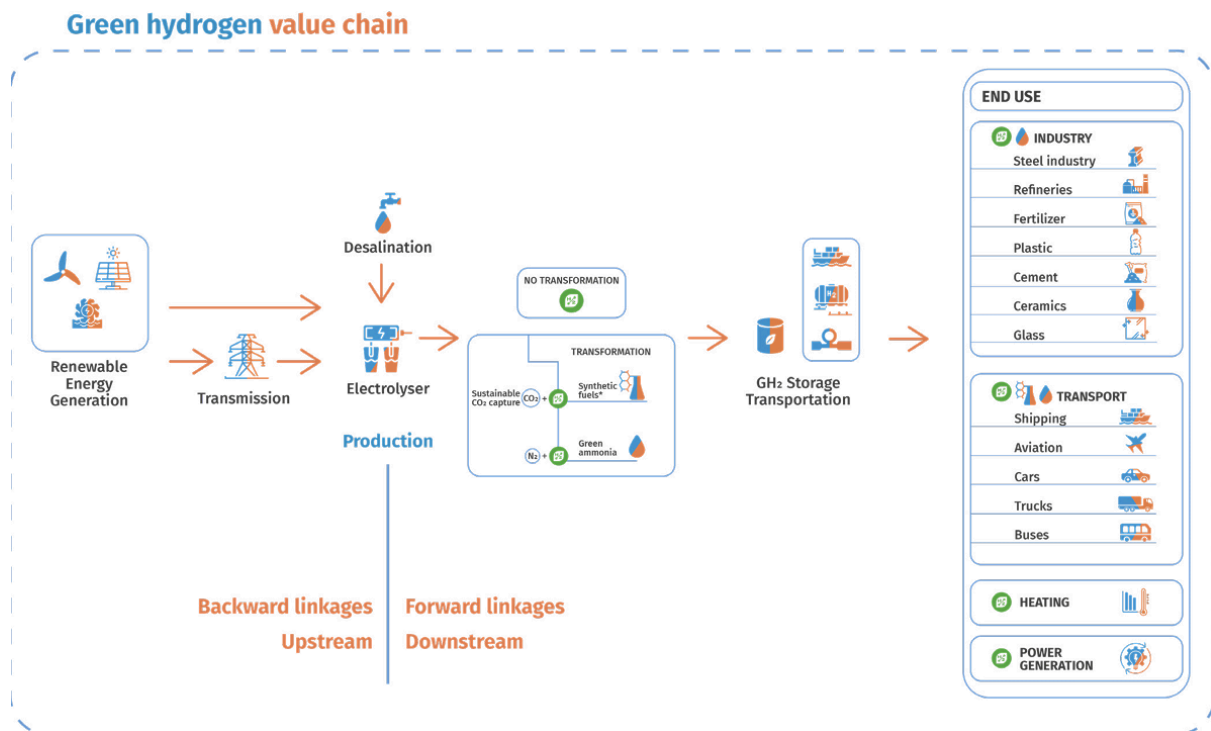 Green hydrogen value chain
END USE
INDUSTRY
Steel industry
Refineries
Fertilizer
Plastic
Cement
Ceramics
Glass
Desalination
NO TRANSFORMATION
H₂
Renewable
Energy
Generation
Transmission
Electrolyser
TRANSFORMATION
Sustainable
CO₂ capture
CO₂ +
Synthetic
fuels*
N₂ +
Green
ammonia
GH₂ Storage
Transportation
Production
TRANSPORT
Shipping
Aviation
Cars
Trucks
Buses
Backward linkages
Forward linkages
Upstream
Downstream
HEATING
POWER
GENERATION